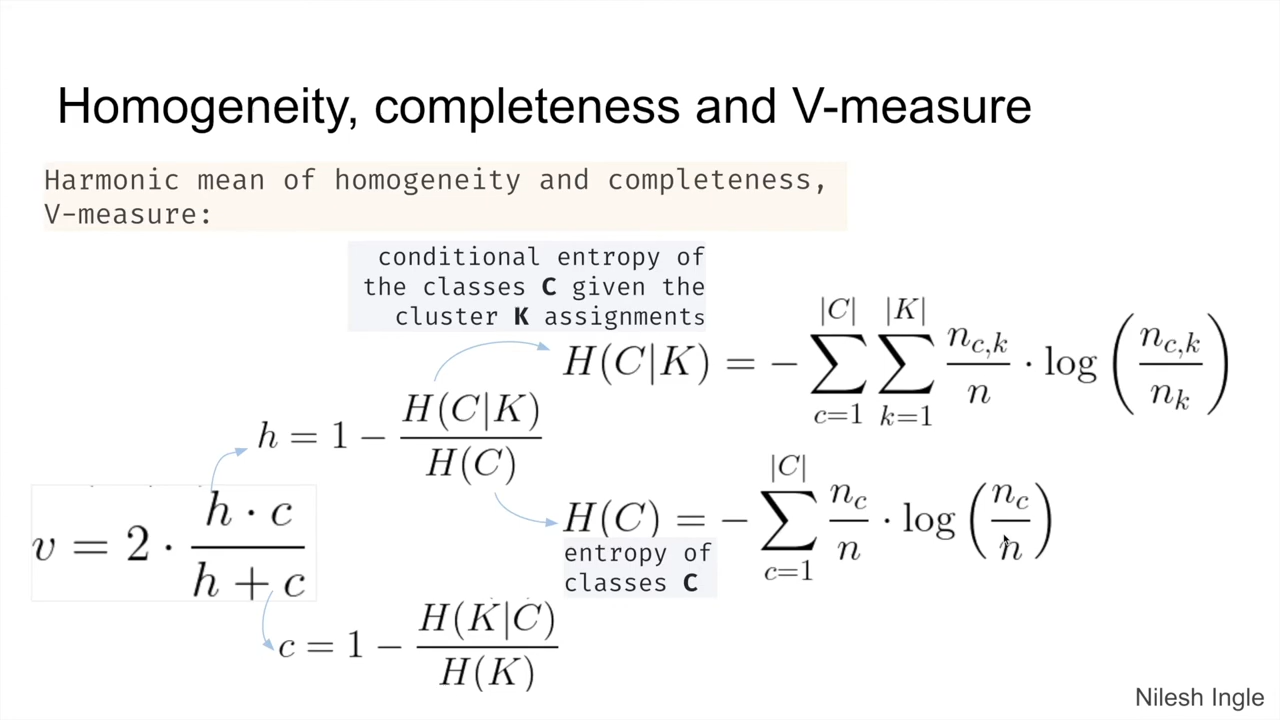 Homogeneity, completeness and V-measure
Harmonic mean of homogeneity and completeness,
V-measure:
conditional entropy of
the classes C given the
cluster K assignments
H(C|K) = − ∑_{c=1}^{|C|} ∑_{k=1}^{|K|} n_{c,k}/n · log(n_{c,k}/n_k)
h = 1 − H(C|K)/H(C)
v = 2 · (h · c)/(h + c)
H(C) = − ∑_{c=1}^{|C|} n_c/n · log(n_c/n)
entropy of
classes C
c = 1 − H(K|C)/H(K)
Nilesh Ingle